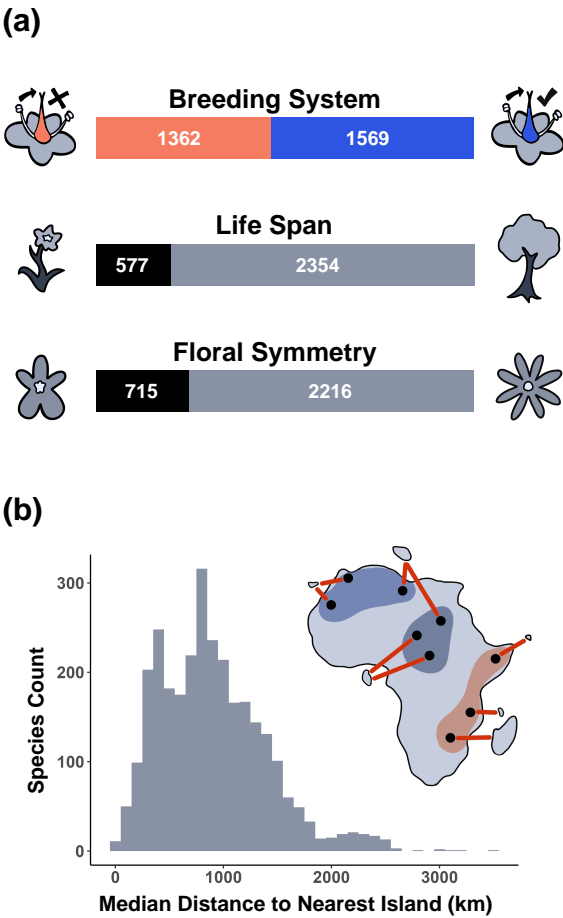 (a)
Breeding System
1362 1569
Life Span
577 2354
Floral Symmetry
715 2216
(b)
300
200
100
0
Species Count
0 1000 2000 3000
Median Distance to Nearest Island (km)